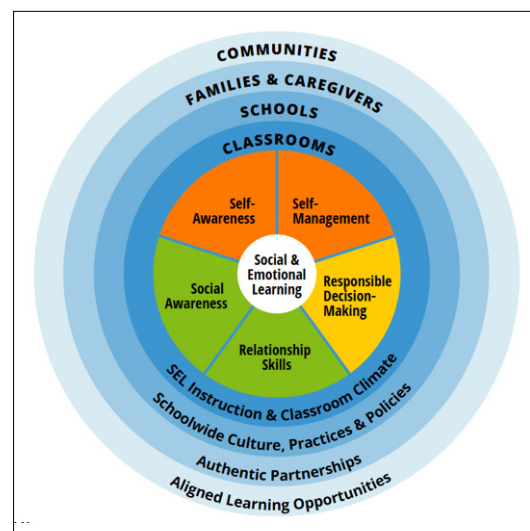 COMMUNITIES
FAMILIES & CAREGIVERS
SCHOOLS
CLASSROOMS
Self-
Awareness
Self-
Management
Social &
Emotional
Learning
Social
Awareness
Responsible
Decision-
Making
Relationship
Skills
SEL Instruction & Classroom Climate
Schoolwide Culture, Practices & Policies
Authentic Partnerships
Aligned Learning Opportunities